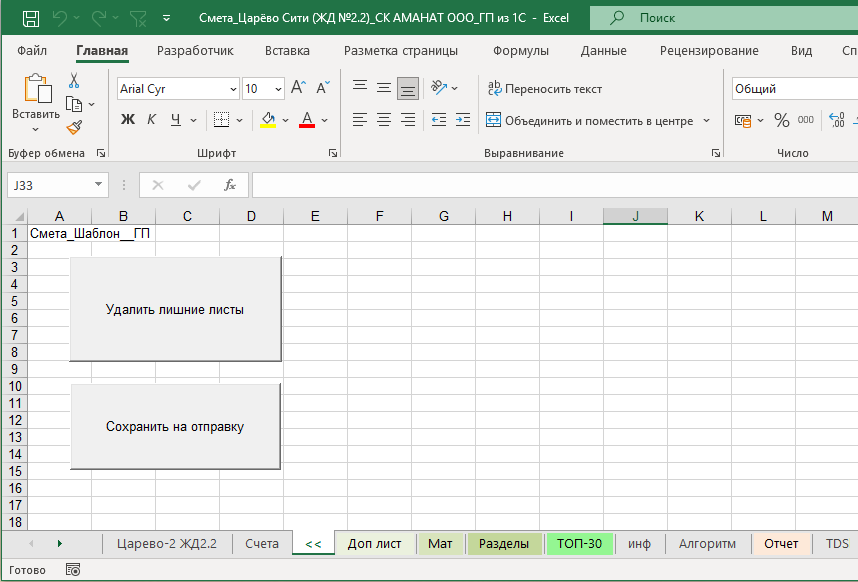 Смета_Царёво Сити (ЖД №2.2)_СК АМАНАТ ООО_ГП из 1С - Excel
Поиск
Файл Главная Разработчик Вставка Разметка страницы Формулы Данные Рецензирование Вид Сп
Вставить
Arial Cyr 10
Ж К Ч
Переносить текст
Объединить и поместить в центре
Общий
% 000
Буфер обмена Шрифт Выравнивание Число
J33 fx
A B C D E F G H I J K L M
1 Смета_Шаблон__ГП
2
3
4
5
6 Удалить лишние листы
7
8
9
10
11
12
13 Сохранить на отправку
14
15
16
17
18
Царево-2 ЖД2.2 Счета << Доп лист Мат Разделы ТОП-30 инф Алгоритм Отчет TDS
Готово